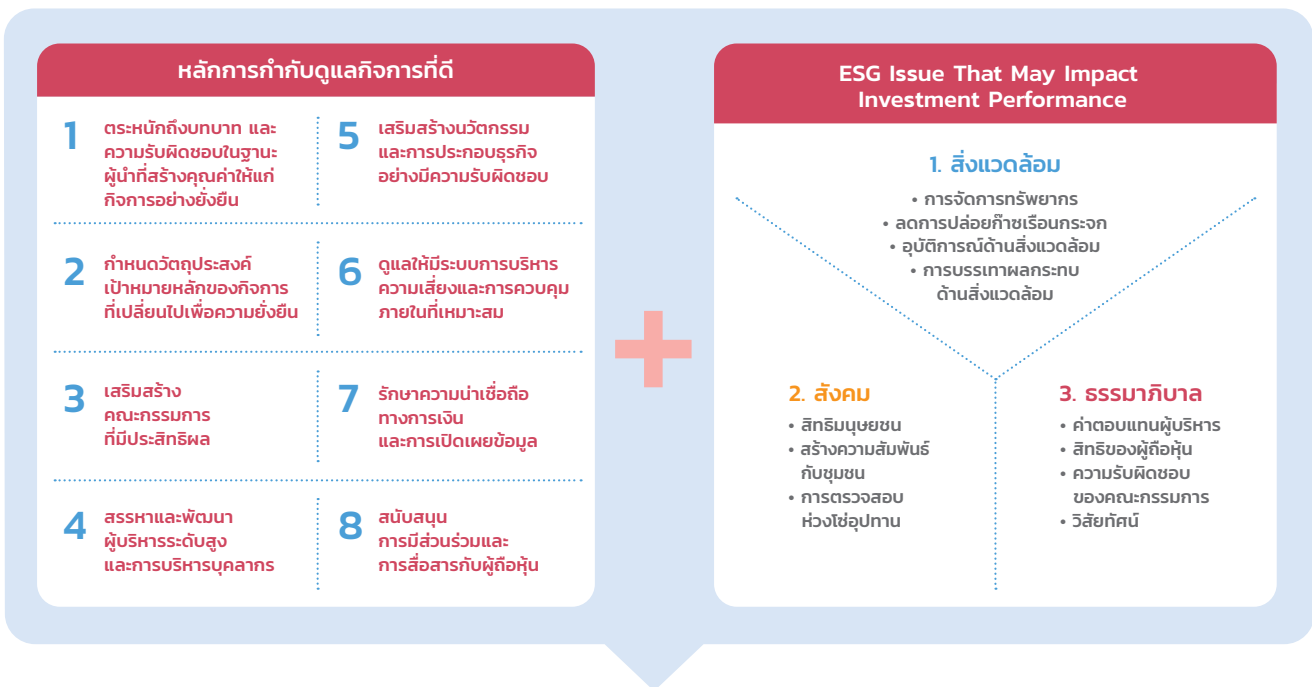 หลักการกำกับดูแลกิจการที่ดี
1
ตระหนักถึงบทบาท และ
ความรับผิดชอบในฐานะ
ผู้นำที่สร้างคุณค่าให้แก่
กิจการอย่างยั่งยืน
2
กำหนดวัตถุประสงค์
เป้าหมายหลักของกิจการ
ที่เปลี่ยนไปเพื่อความยั่งยืน
3
เสริมสร้าง
คณะกรรมการ
ที่มีประสิทธิผล
4
สรรหาและพัฒนา
ผู้บริหารระดับสูง
และการบริหารบุคลากร
5
เสริมสร้างนวัตกรรม
และการประกอบธุรกิจ
อย่างมีความรับผิดชอบ
6
ดูแลให้มีระบบการบริหาร
ความเสี่ยงและการควบคุม
ภายในที่เหมาะสม
7
รักษาความน่าเชื่อถือ
ทางการเงิน
และการเปิดเผยข้อมูล
8
สนับสนุน
การมีส่วนร่วมและ
การสื่อสารกับผู้ถือหุ้น
ESG Issue That May Impact
Investment Performance
1. สิ่งแวดล้อม
• การจัดการทรัพยากร
• ลดการปล่อยก๊าซเรือนกระจก
• อุบัติการณ์ด้านสิ่งแวดล้อม
• การบรรเทาผลกระทบ
ด้านสิ่งแวดล้อม
2. สังคม
• สิทธิมนุษยชน
• สร้างความสัมพันธ์
กับชุมชน
• การตรวจสอบ
ห่วงโซ่อุปทาน
3. ธรรมาภิบาล
• ค่าตอบแทนผู้บริหาร
• สิทธิของผู้ถือหุ้น
• ความรับผิดชอบ
ของคณะกรรมการ
• วิสัยทัศน์